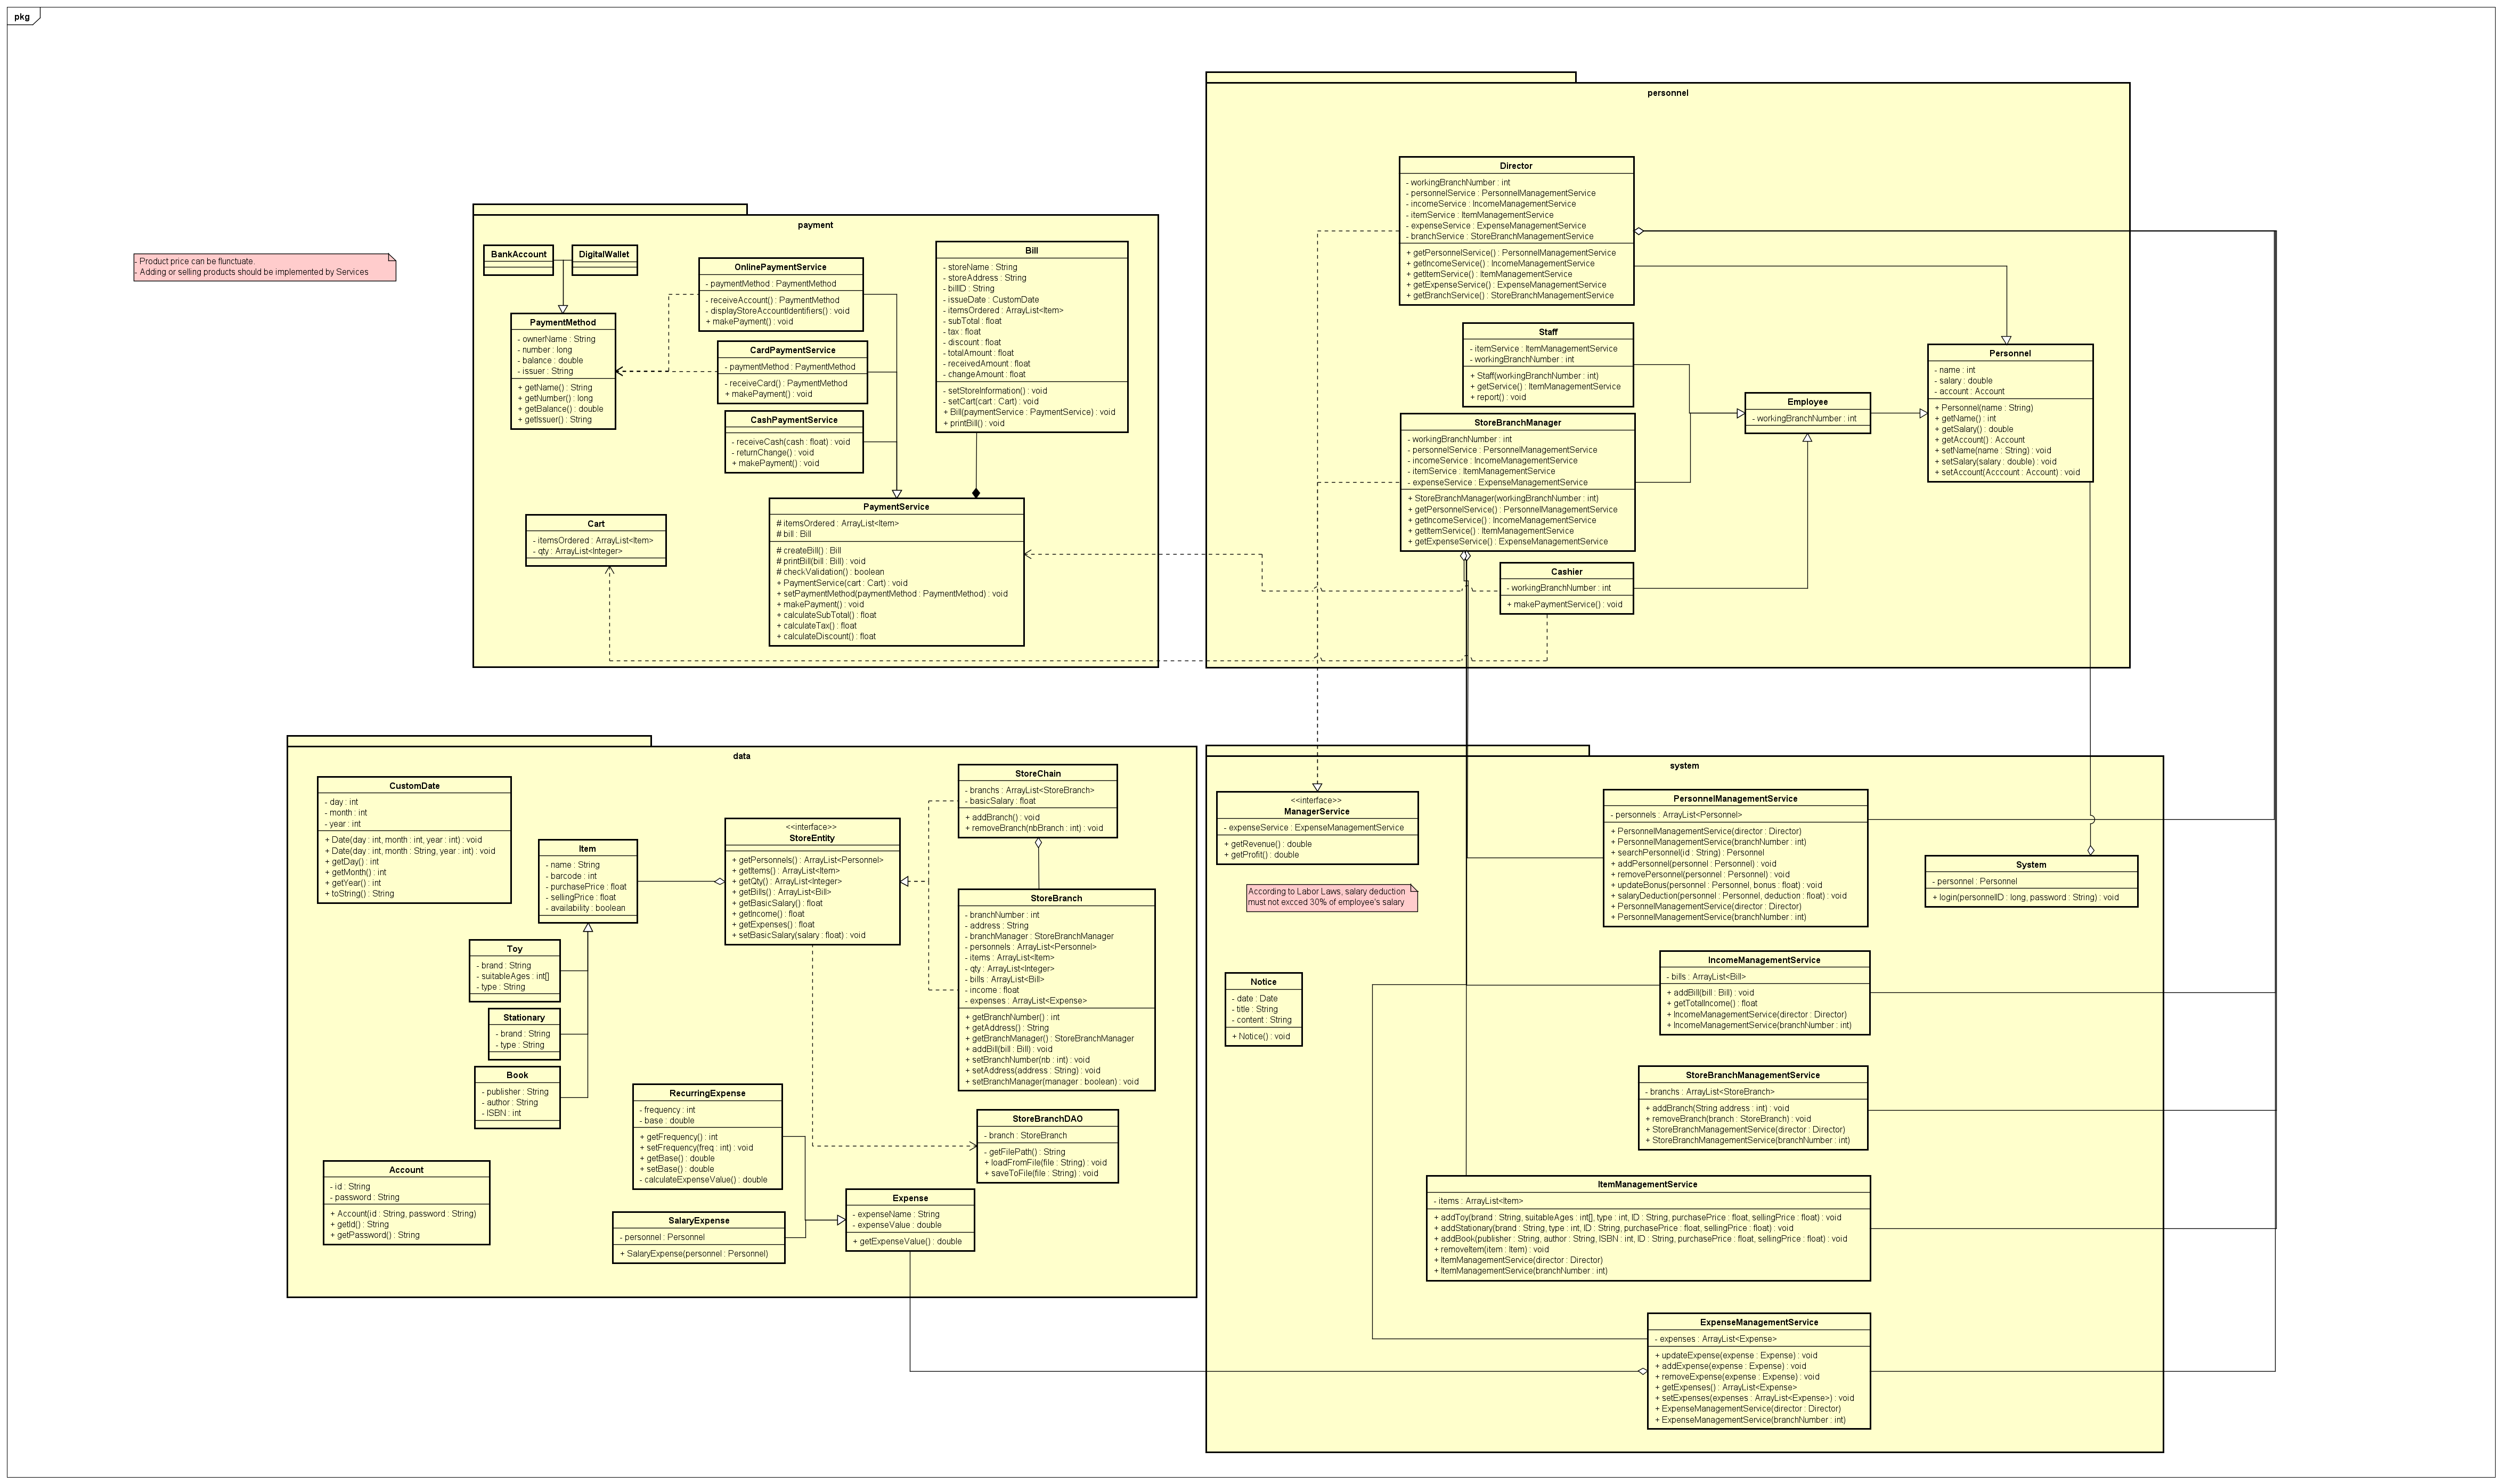 pkg
- Product price can be flunctuate.
- Adding or selling products should be implemented by Services
payment
BankAccount
DigitalWallet
PaymentMethod
- ownerName : String
- number : long
- balance : double
- issuer : String
+ getName() : String
+ getNumber() : long
+ getBalance() : double
+ getIssuer() : String
OnlinePaymentService
- paymentMethod : PaymentMethod
- receiveAccount() : PaymentMethod
- displayStoreAccountIdentifiers() : void
+ makePayment() : void
CardPaymentService
- paymentMethod : PaymentMethod
- receiveCard() : PaymentMethod
+ makePayment() : void
CashPaymentService
- receiveCash(cash : float) : void
- returnChange() : void
+ makePayment() : void
Bill
- storeName : String
- storeAddress : String
- billID : String
- issueDate : CustomDate
- itemsOrdered : ArrayList<Item>
- subTotal : float
- tax : float
- discount : float
- totalAmount : float
- receivedAmount : float
- changeAmount : float
- setStoreInformation() : void
- setCart(cart : Cart) : void
+ Bill(paymentService : PaymentService) : void
+ printBill() : void
Cart
- itemsOrdered : ArrayList<Item>
- qty : ArrayList<Integer>
PaymentService
# itemsOrdered : ArrayList<Item>
# bill : Bill
# createBill() : Bill
# printBill(bill : Bill) : void
# checkValidation() : boolean
+ PaymentService(cart : Cart) : void
+ setPaymentMethod(paymentMethod : PaymentMethod) : void
+ makePayment() : void
+ calculateSubTotal() : float
+ calculateTax() : float
+ calculateDiscount() : float
personnel
Director
- workingBranchNumber : int
- personnelService : PersonnelManagementService
- incomeService : IncomeManagementService
- itemService : ItemManagementService
- expenseService : ExpenseManagementService
- branchService : StoreBranchManagementService
+ getPersonnelService() : PersonnelManagementService
+ getIncomeService() : IncomeManagementService
+ getItemService() : ItemManagementService
+ getExpenseService() : ExpenseManagementService
+ getBranchService() : StoreBranchManagementService
Staff
- itemService : ItemManagementService
- workingBranchNumber : int
+ Staff(workingBranchNumber : int)
+ getService() : ItemManagementService
+ report() : void
StoreBranchManager
- workingBranchNumber : int
- personnelService : PersonnelManagementService
- incomeService : IncomeManagementService
- itemService : ItemManagementService
- expenseService : ExpenseManagementService
+ StoreBranchManager(workingBranchNumber : int)
+ getPersonnelService() : PersonnelManagementService
+ getIncomeService() : IncomeManagementService
+ getItemService() : ItemManagementService
+ getExpenseService() : ExpenseManagementService
Cashier
- workingBranchNumber : int
+ makePaymentService() : void
Employee
- workingBranchNumber : int
Personnel
- name : int
- salary : double
- account : Account
+ Personnel(name : String)
+ getName() : int
+ getSalary() : double
+ getAccount() : Account
+ setName(name : String) : void
+ setSalary(salary : double) : void
+ setAccount(Acccount : Account) : void
data
CustomDate
- day : int
- month : int
- year : int
+ Date(day : int, month : int, year : int) : void
+ Date(day : int, month : String, year : int) : void
+ getDay() : int
+ getMonth() : int
+ getYear() : int
+ toString() : String
Item
- name : String
- barcode : int
- purchasePrice : float
- sellingPrice : float
- availability : boolean
Toy
- brand : String
- suitableAges : int[]
- type : String
Stationary
- brand : String
- type : String
Book
- publisher : String
- author : String
- ISBN : int
Account
- id : String
- password : String
+ Account(id : String, password : String)
+ getId() : String
+ getPassword() : String
<<interface>>
StoreEntity
+ getPersonnels() : ArrayList<Personnel>
+ getItems() : ArrayList<Item>
+ getQty() : ArrayList<Integer>
+ getBills() : ArrayList<Bill>
+ getBasicSalary() : float
+ getIncome() : float
+ getExpenses() : float
+ setBasicSalary(salary : float) : void
StoreChain
- branchs : ArrayList<StoreBranch>
- basicSalary : float
+ addBranch() : void
+ removeBranch(nbBranch : int) : void
StoreBranch
- branchNumber : int
- address : String
- branchManager : StoreBranchManager
- personnels : ArrayList<Personnel>
- items : ArrayList<Item>
- qty : ArrayList<Integer>
- bills : ArrayList<Bill>
- income : float
- expenses : ArrayList<Expense>
+ getBranchNumber() : int
+ getAddress() : String
+ getBranchManager() : StoreBranchManager
+ addBill(bill : Bill) : void
+ setBranchNumber(nb : int) : void
+ setAddress(address : String) : void
+ setBranchManager(manager : boolean) : void
RecurringExpense
- frequency : int
- base : double
+ getFrequency() : int
+ setFrequency(freq : int) : void
+ getBase() : double
+ setBase() : double
- calculateExpenseValue() : double
StoreBranchDAO
- branch : StoreBranch
- getFilePath() : String
+ loadFromFile(file : String) : void
+ saveToFile(file : String) : void
SalaryExpense
- personnel : Personnel
+ SalaryExpense(personnel : Personnel)
Expense
- expenseName : String
- expenseValue : double
+ getExpenseValue() : double
system
<<interface>>
ManagerService
- expenseService : ExpenseManagementService
+ getRevenue() : double
+ getProfit() : double
According to Labor Laws, salary deduction
must not excced 30% of employee's salary
Notice
- date : Date
- title : String
- content : String
+ Notice() : void
PersonnelManagementService
- personnels : ArrayList<Personnel>
+ PersonnelManagementService(director : Director)
+ PersonnelManagementService(branchNumber : int)
+ searchPersonnel(id : String) : Personnel
+ addPersonnel(personnel : Personnel) : void
+ removePersonnel(personnel : Personnel) : void
+ updateBonus(personnel : Personnel, bonus : float) : void
+ salaryDeduction(personnel : Personnel, deduction : float) : void
+ PersonnelManagementService(director : Director)
+ PersonnelManagementService(branchNumber : int)
System
- personnel : Personnel
+ login(personnelID : long, password : String) : void
IncomeManagementService
- bills : ArrayList<Bill>
+ addBill(bill : Bill) : void
+ getTotalIncome() : float
+ IncomeManagementService(director : Director)
+ IncomeManagementService(branchNumber : int)
StoreBranchManagementService
- branchs : ArrayList<StoreBranch>
+ addBranch(String address : int) : void
+ removeBranch(branch : StoreBranch) : void
+ StoreBranchManagementService(director : Director)
+ StoreBranchManagementService(branchNumber : int)
ItemManagementService
- items : ArrayList<Item>
+ addToy(brand : String, suitableAges : int[], type : int, ID : String, purchasePrice : float, sellingPrice : float) : void
+ addStationary(brand : String, type : int, ID : String, purchasePrice : float, sellingPrice : float) : void
+ addBook(publisher : String, author : String, ISBN : int, ID : String, purchasePrice : float, sellingPrice : float) : void
+ removeItem(item : Item) : void
+ ItemManagementService(director : Director)
+ ItemManagementService(branchNumber : int)
ExpenseManagementService
- expenses : ArrayList<Expense>
+ updateExpense(expense : Expense) : void
+ addExpense(expense : Expense) : void
+ removeExpense(expense : Expense) : void
+ getExpenses() : ArrayList<Expense>
+ setExpenses(expenses : ArrayList<Expense>) : void
+ ExpenseManagementService(director : Director)
+ ExpenseManagementService(branchNumber : int)